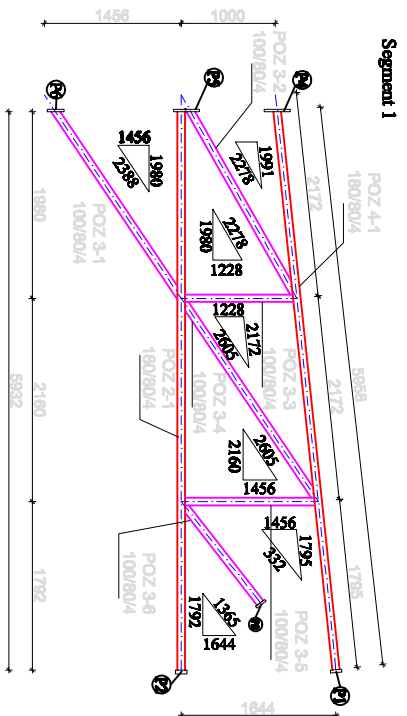 Segment 1
1456
1000
P6
P5
P4
POZ 3-2
100/80/4
2172
POZ 4-1
180/80/4
1456
1980
2388
1991
2278
2278
1980
1228
POZ 3-1
100/80/4
1980
1228
2172
2605
POZ 3-3
100/80/4
POZ 3-4
100/80/4
POZ 2-1
180/80/4
2172
5958
5932
2160
2605
2160
1456
1456
1795
332
1795
POZ 3-5
100/80/4
POZ 3-6
100/80/4
1365
1792
1644
1792
P2
P1
1644